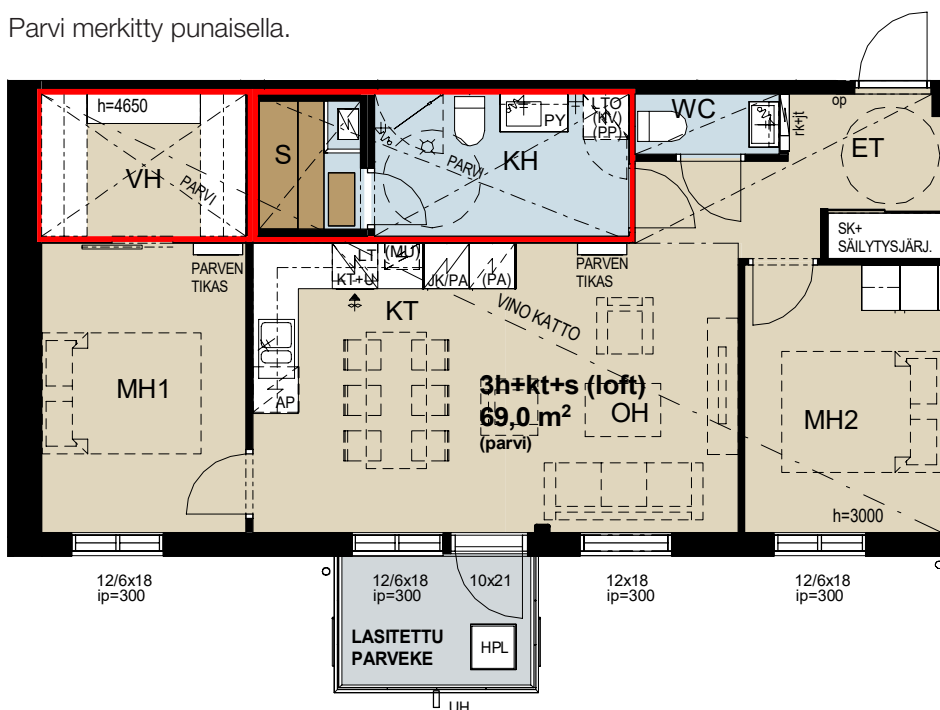 Parvi merkitty punaisella.
h=4650
VH
PARVI
S
PARVI
KH
PY
LTO
(KV)
(PP)
WC
rk+jt
op
ET
SK+
SÄILYTYSJÄRJ.
PARVEN
TIKAS
LT
KT+U
(MU)
JK/PA
(PA)
PARVEN
TIKAS
KT
VINO KATTO
MH1
AP
3h+kt+s (loft)
69,0 m²
(parvi)
OH
MH2
h=3000
12/6x18
ip=300
12/6x18
ip=300
10x21
12x18
ip=300
12/6x18
ip=300
LASITETTU
PARVEKE
HPL
UH